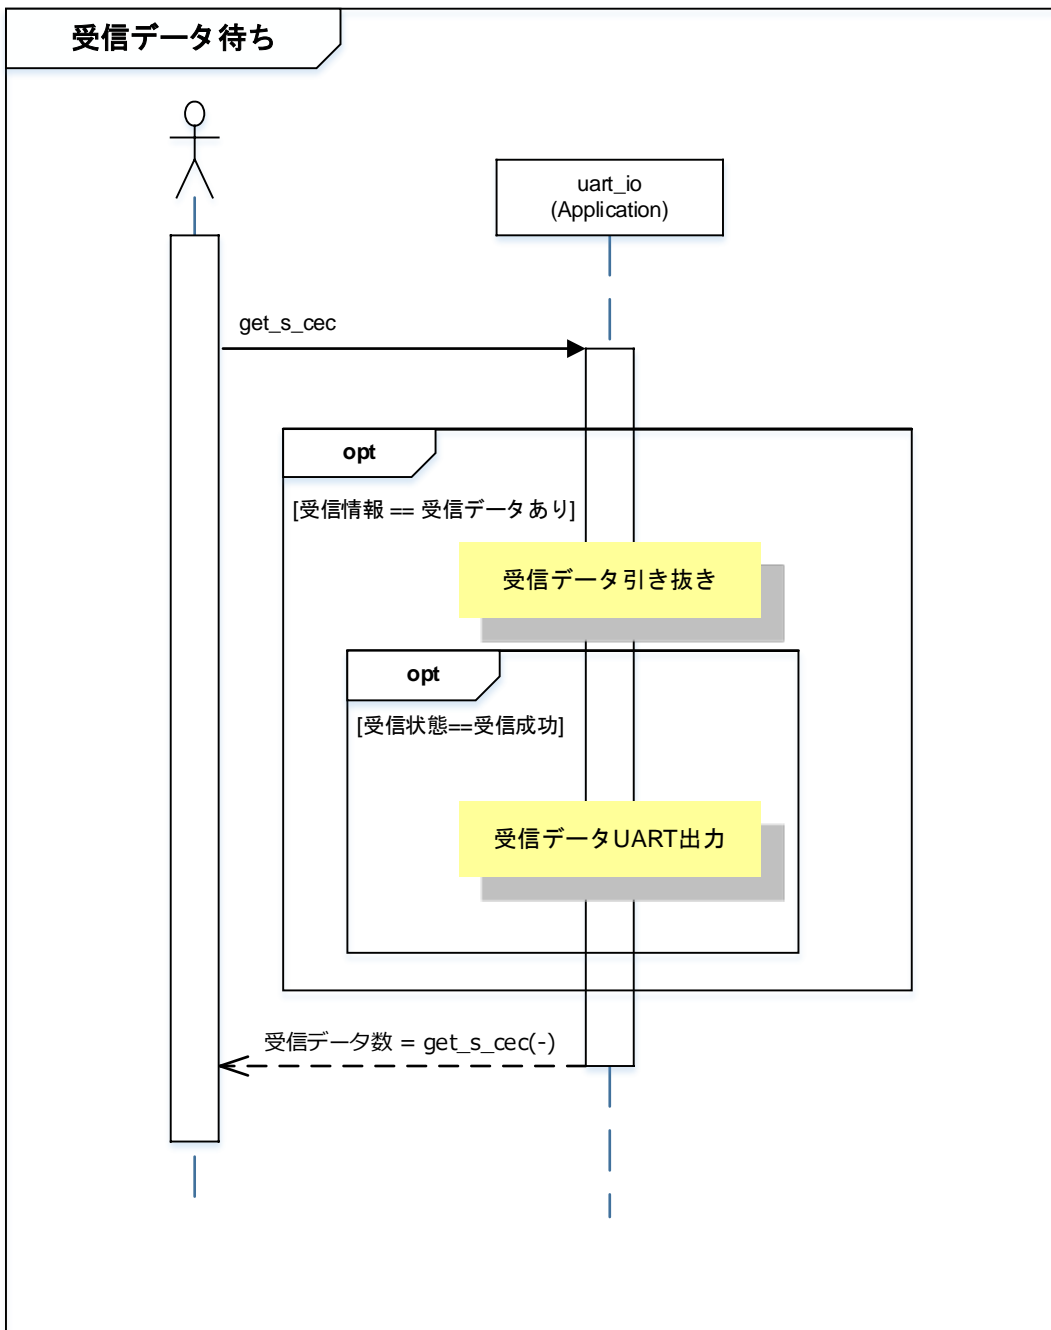 受信データ待ち
uart_io
(Application)
get_s_cec
opt
[受信情報 == 受信データあり]
受信データ引き抜き
opt
[受信状態==受信成功]
受信データUART出力
受信データ数 = get_s_cec(-)